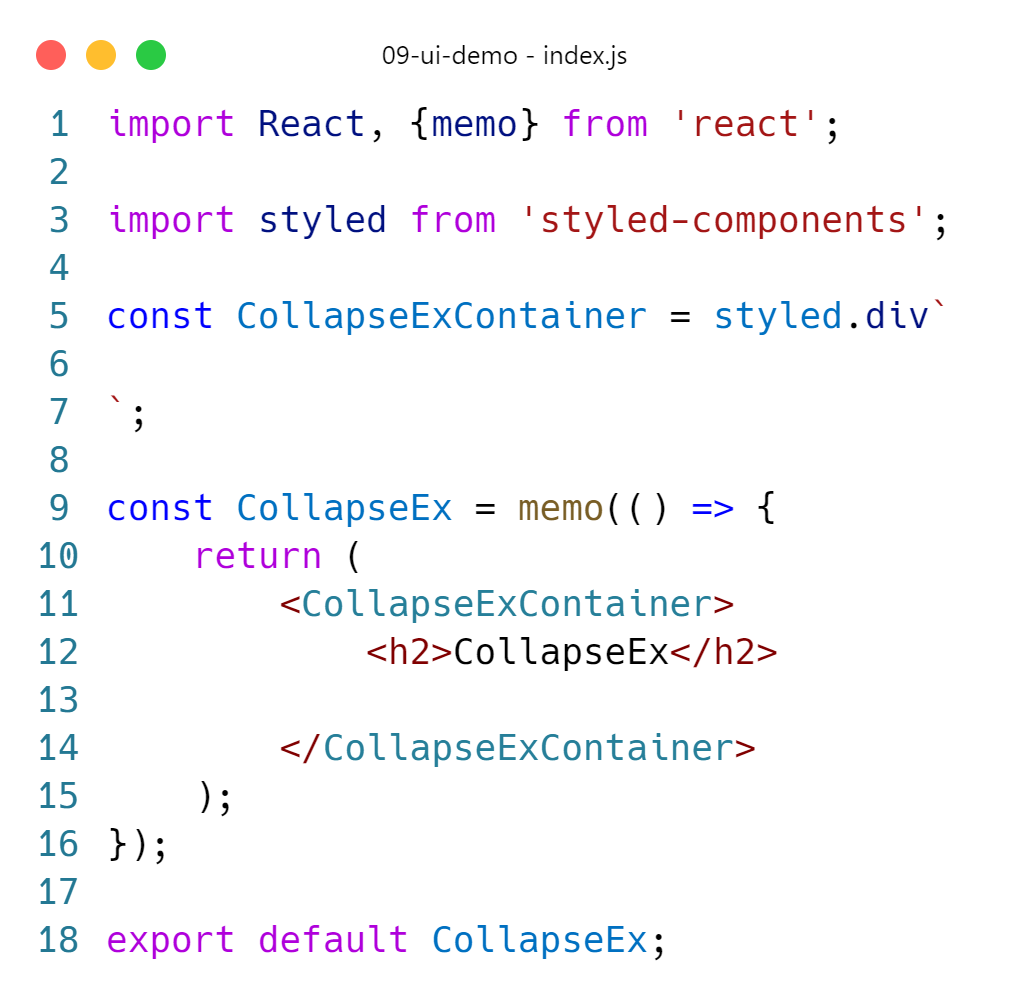 09-ui-demo - index.js
1 import React, {memo} from 'react';
2
3 import styled from 'styled-components';
4
5 const CollapseExContainer = styled.div`
6
7 `;
8
9 const CollapseEx = memo(() => {
10     return (
11         <CollapseExContainer>
12             <h2>CollapseEx</h2>
13
14         </CollapseExContainer>
15     );
16 });
17
18 export default CollapseEx;